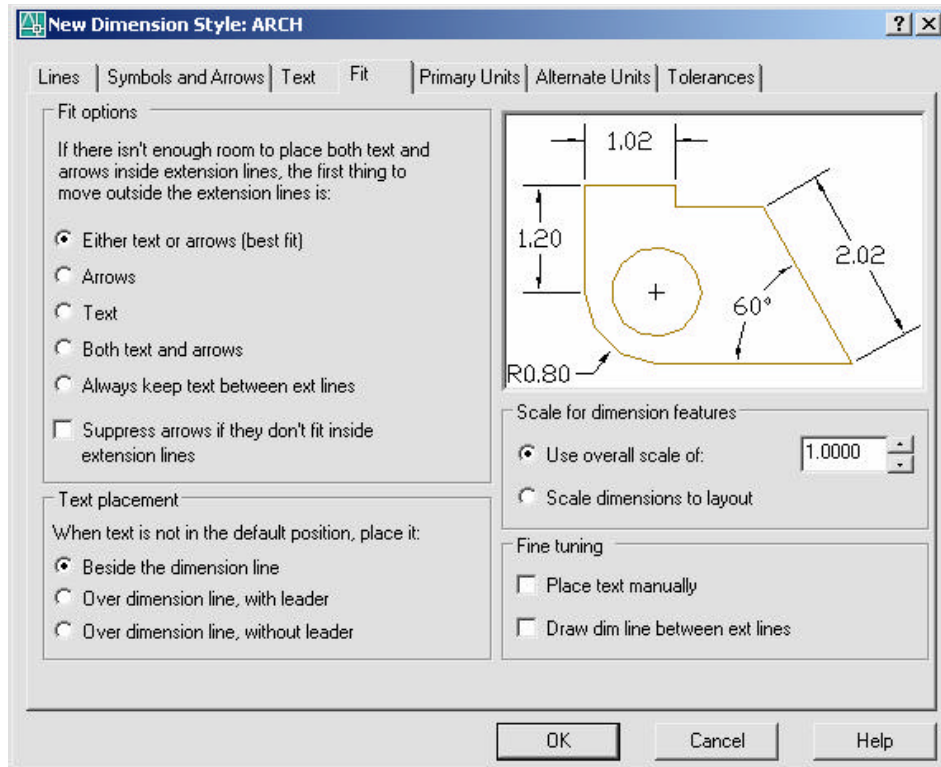 New Dimension Style: ARCH
Lines
Symbols and Arrows
Text
Fit
Primary Units
Alternate Units
Tolerances
Fit options
If there isn't enough room to place both text and
arrows inside extension lines, the first thing to
move outside the extension lines is:
Either text or arrows (best fit)
Arrows
Text
Both text and arrows
Always keep text between ext lines
Suppress arrows if they don't fit inside
extension lines
Text placement
When text is not in the default position, place it:
Beside the dimension line
Over dimension line, with leader
Over dimension line, without leader
1.02
1.20
2.02
60°
R0.80
Scale for dimension features
Use overall scale of:
1.0000
Scale dimensions to layout
Fine tuning
Place text manually
Draw dim line between ext lines
OK
Cancel
Help